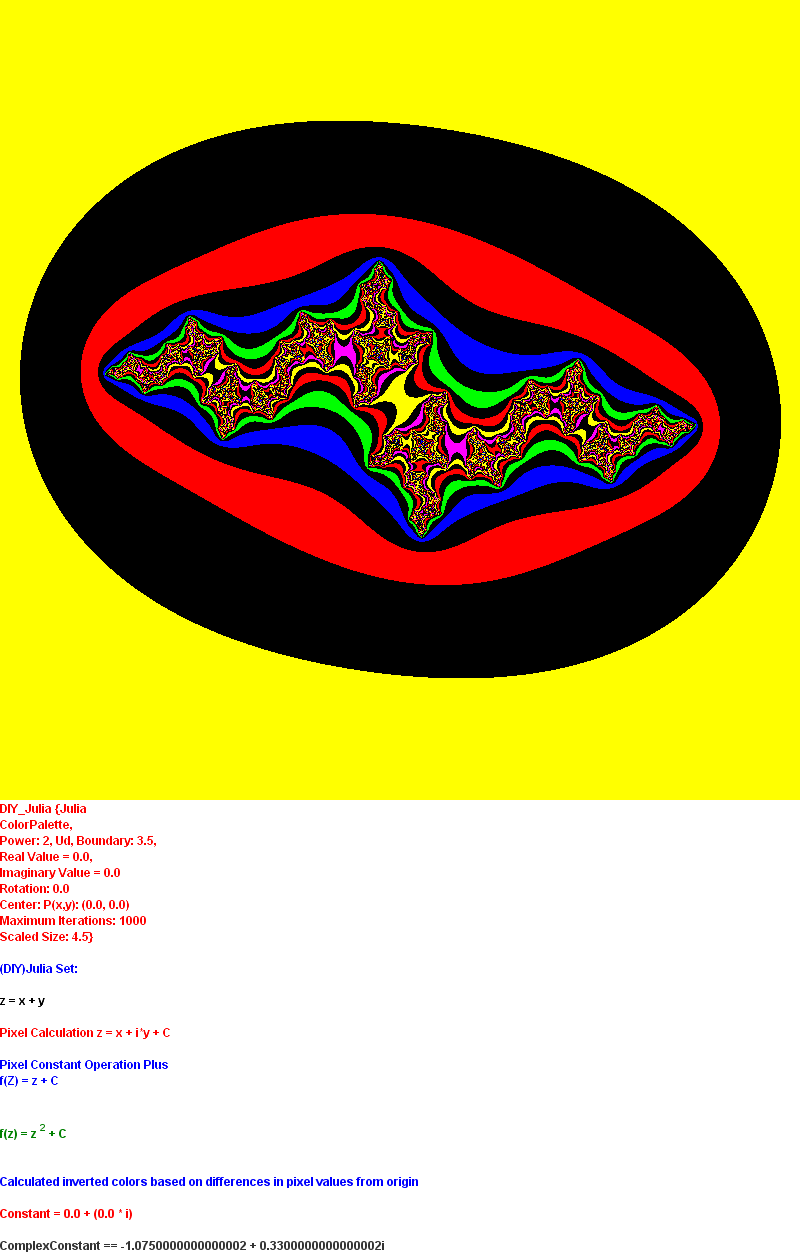 DIY_Julia {Julia
ColorPalette,
Power: 2, Ud, Boundary: 3.5,
Real Value = 0.0,
Imaginary Value = 0.0
Rotation: 0.0
Center: P(x,y): (0.0, 0.0)
Maximum Iterations: 1000
Scaled Size: 4.5}
(DIY)Julia Set:
z = x + y
Pixel Calculation z = x + i*y + C
Pixel Constant Operation Plus
f(Z) = z + C
f(z) = z 2 + C
Calculated inverted colors based on differences in pixel values from origin
Constant = 0.0 + (0.0 * i)
ComplexConstant == -1.0750000000000002 + 0.3300000000000002i